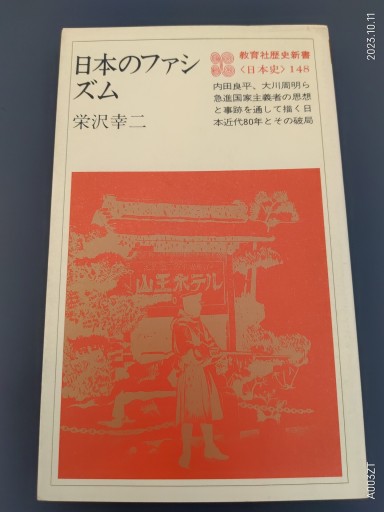 日本のファシ
ズム
栄沢幸二
教育社歴史新書
〈日本史〉148
内田良平、大川周明ら
急進国家主義者の思想
と事跡を通して描く日
本近代80年とその破局
山王ホテル
2023.10.11
A003ZT